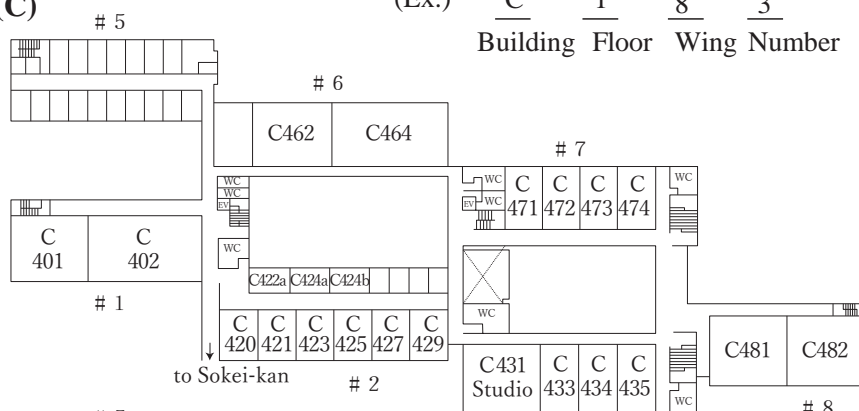 (C)
(Ex.) C 1 8 3
Building Floor Wing Number
# 5
# 6
C462 C464
# 7
WC
WC
EV
WC
WC
WC
EV
C 471
C 472
C 473
C 474
WC
C 401
C 402
WC
# 1
C422a C424a C424b
C 420
C 421
C 423
C 425
C 427
C 429
to Sokei-kan
# 2
WC
C431 Studio
C 433
C 434
C 435
WC
C481 C482
# 8